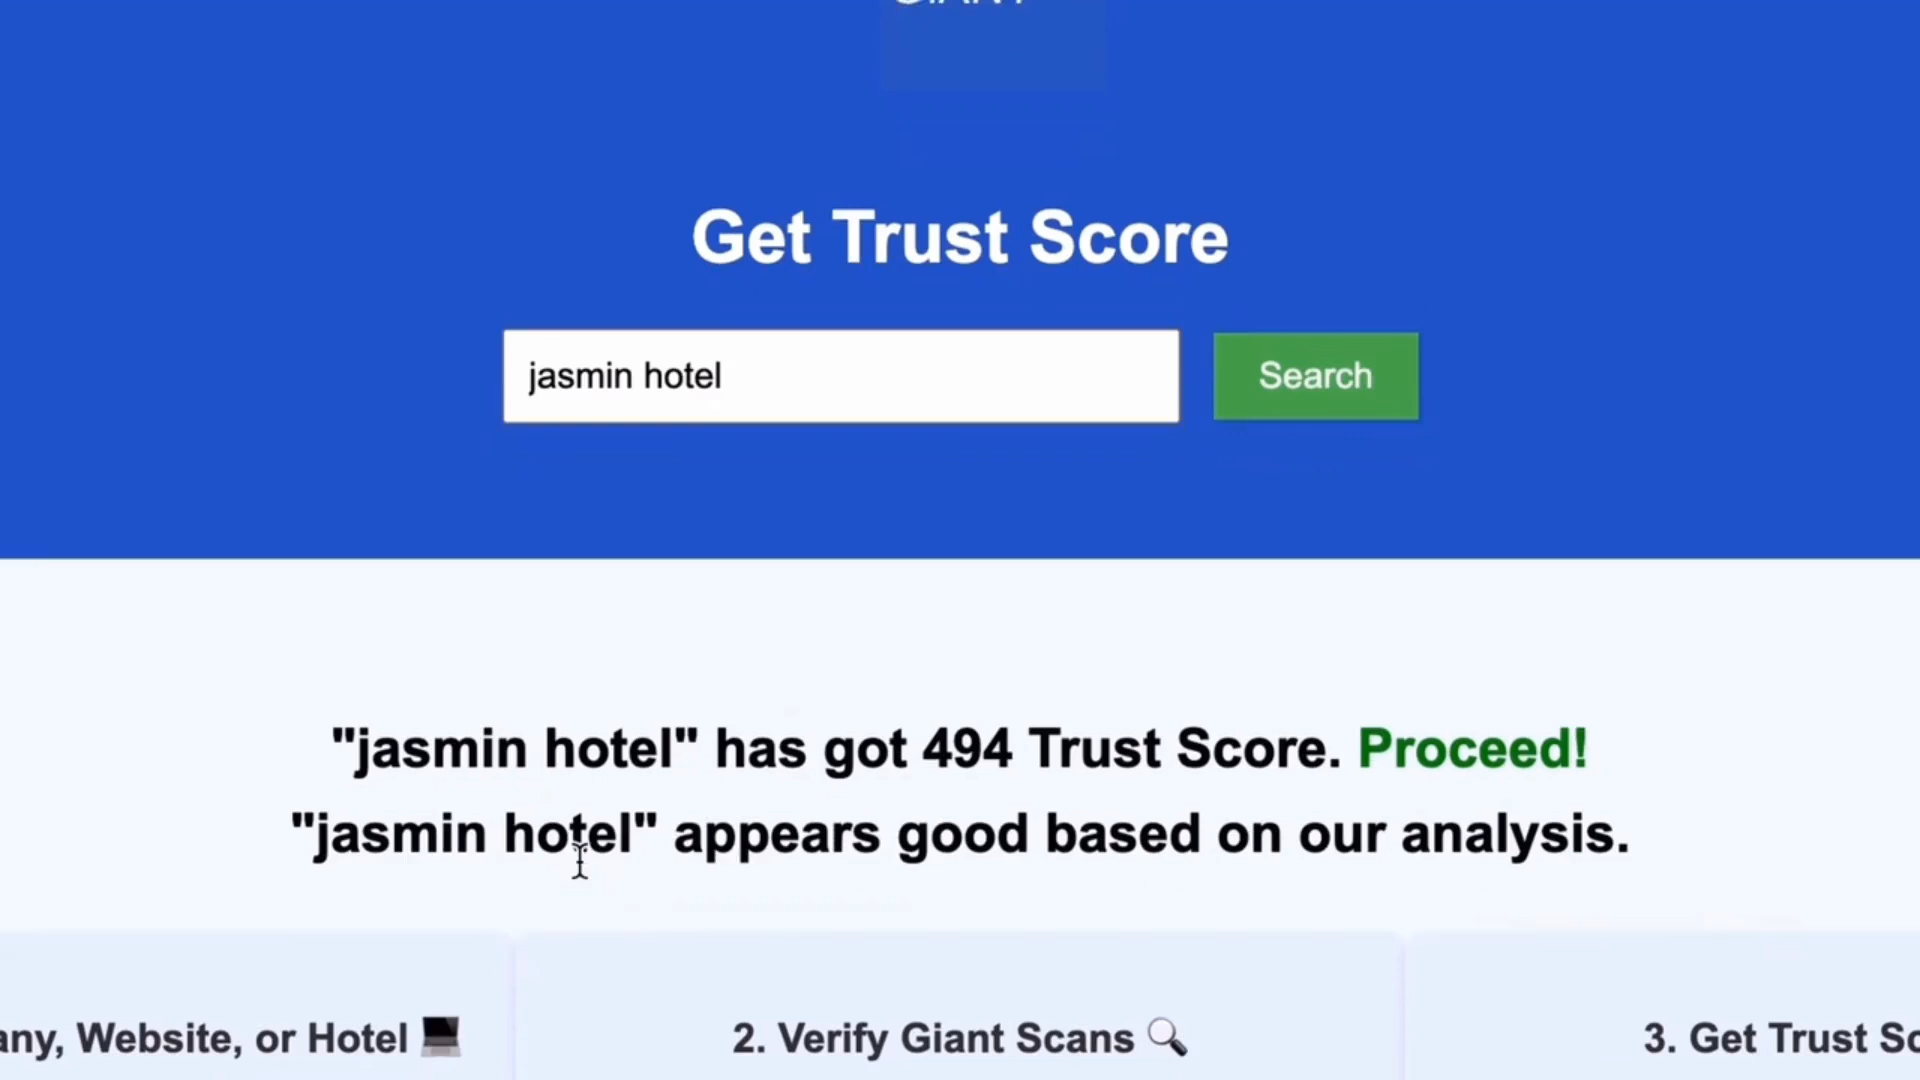 Get Trust Score
jasmin hotel
Search
"jasmin hotel" has got 494 Trust Score. Proceed!
"jasmin hotel" appears good based on our analysis.
any, Website, or Hotel
2. Verify Giant Scans
3. Get Trust Sc